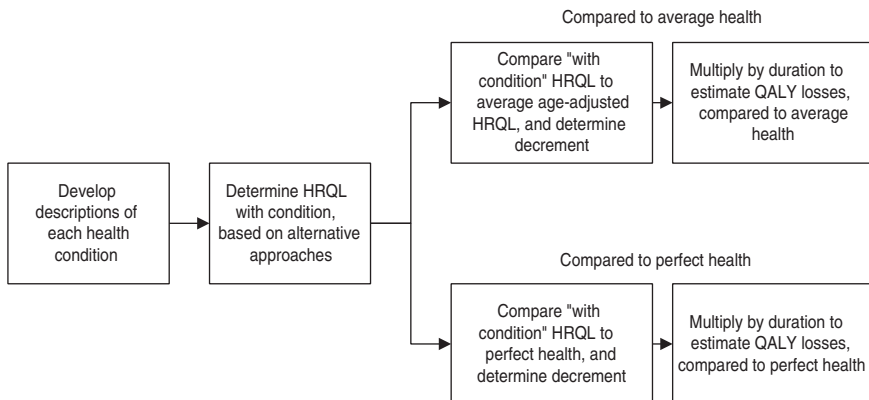 Compared to average health
Compare "with
condition" HRQL to
average age-adjusted
HRQL, and determine
decrement
Multiply by duration to
estimate QALY losses,
compared to average
health
Develop
descriptions of
each health
condition
Determine HRQL
with condition,
based on alternative
approaches
Compared to perfect health
Compare "with
condition" HRQL to
perfect health, and
determine decrement
Multiply by duration to
estimate QALY losses,
compared to perfect health